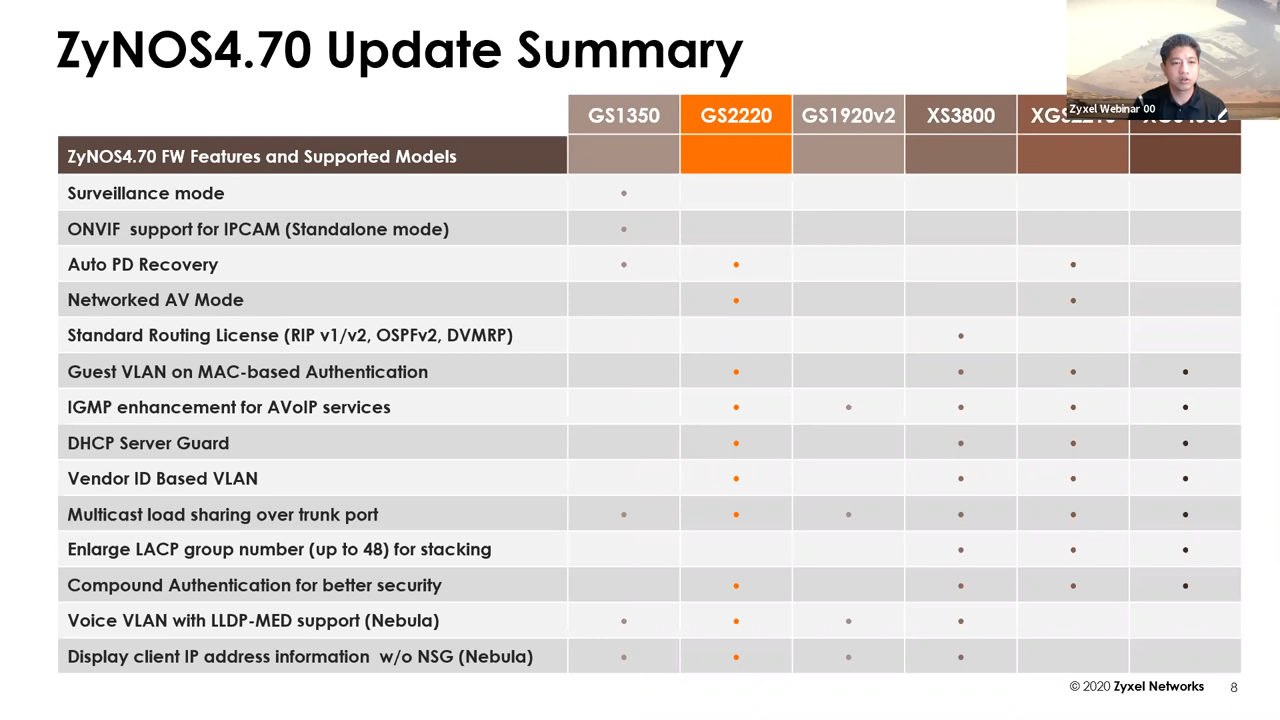 ZyNOS4.70 Update Summary
Zyxel Webinar 00
GS1350 GS2220 GS1920v2 XS3800
ZyNOS4.70 FW Features and Supported Models
Surveillance mode •
ONVIF support for IPCAM (Standalone mode) •
Auto PD Recovery • • •
Networked AV Mode • •
Standard Routing License (RIP v1/v2, OSPFv2, DVMRP) •
Guest VLAN on MAC-based Authentication • • • •
IGMP enhancement for AVoIP services • • • • •
DHCP Server Guard • • • •
Vendor ID Based VLAN • • • •
Multicast load sharing over trunk port • • • • • •
Enlarge LACP group number (up to 48) for stacking • • •
Compound Authentication for better security • • • •
Voice VLAN with LLDP-MED support (Nebula) • • • •
Display client IP address information w/o NSG (Nebula) • • • •
© 2020 Zyxel Networks 8